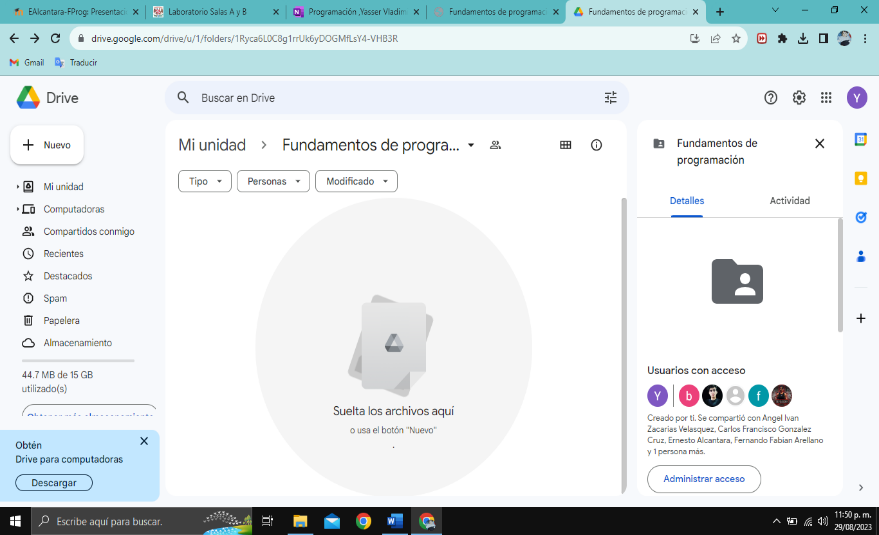 EAlcantara-FProg: Presentació
Laboratorio Salas A y B
Programación ,Yasser Vladim
Fundamentos de programac
Fundamentos de programac
drive.google.com/drive/u/1/folders/1Ryca6L0C8g1rrUk6yDOGMfLsY4-VHB3R
Gmail
Traducir
Drive
Buscar en Drive
Y
Nuevo
Mi unidad
Computadoras
Compartidos conmigo
Recientes
Destacados
Spam
Papelera
Almacenamiento
44.7 MB de 15 GB
utilizado(s)
Obtener más almacenamiento
Obtén
Drive para computadoras
Descargar
Mi unidad > Fundamentos de progra...
Tipo
Personas
Modificado
Suelta los archivos aquí
o usa el botón "Nuevo"
.
Fundamentos de
programación
Detalles
Actividad
Usuarios con acceso
Y b f
Creado por ti. Se compartió con Angel Ivan
Zacarias Velasquez, Carlos Francisco Gonzalez
Cruz, Ernesto Alcantara, Fernando Fabian Arellano
y 1 persona más.
Administrar acceso
Escribe aquí para buscar.
11:50 p. m.
29/08/2023